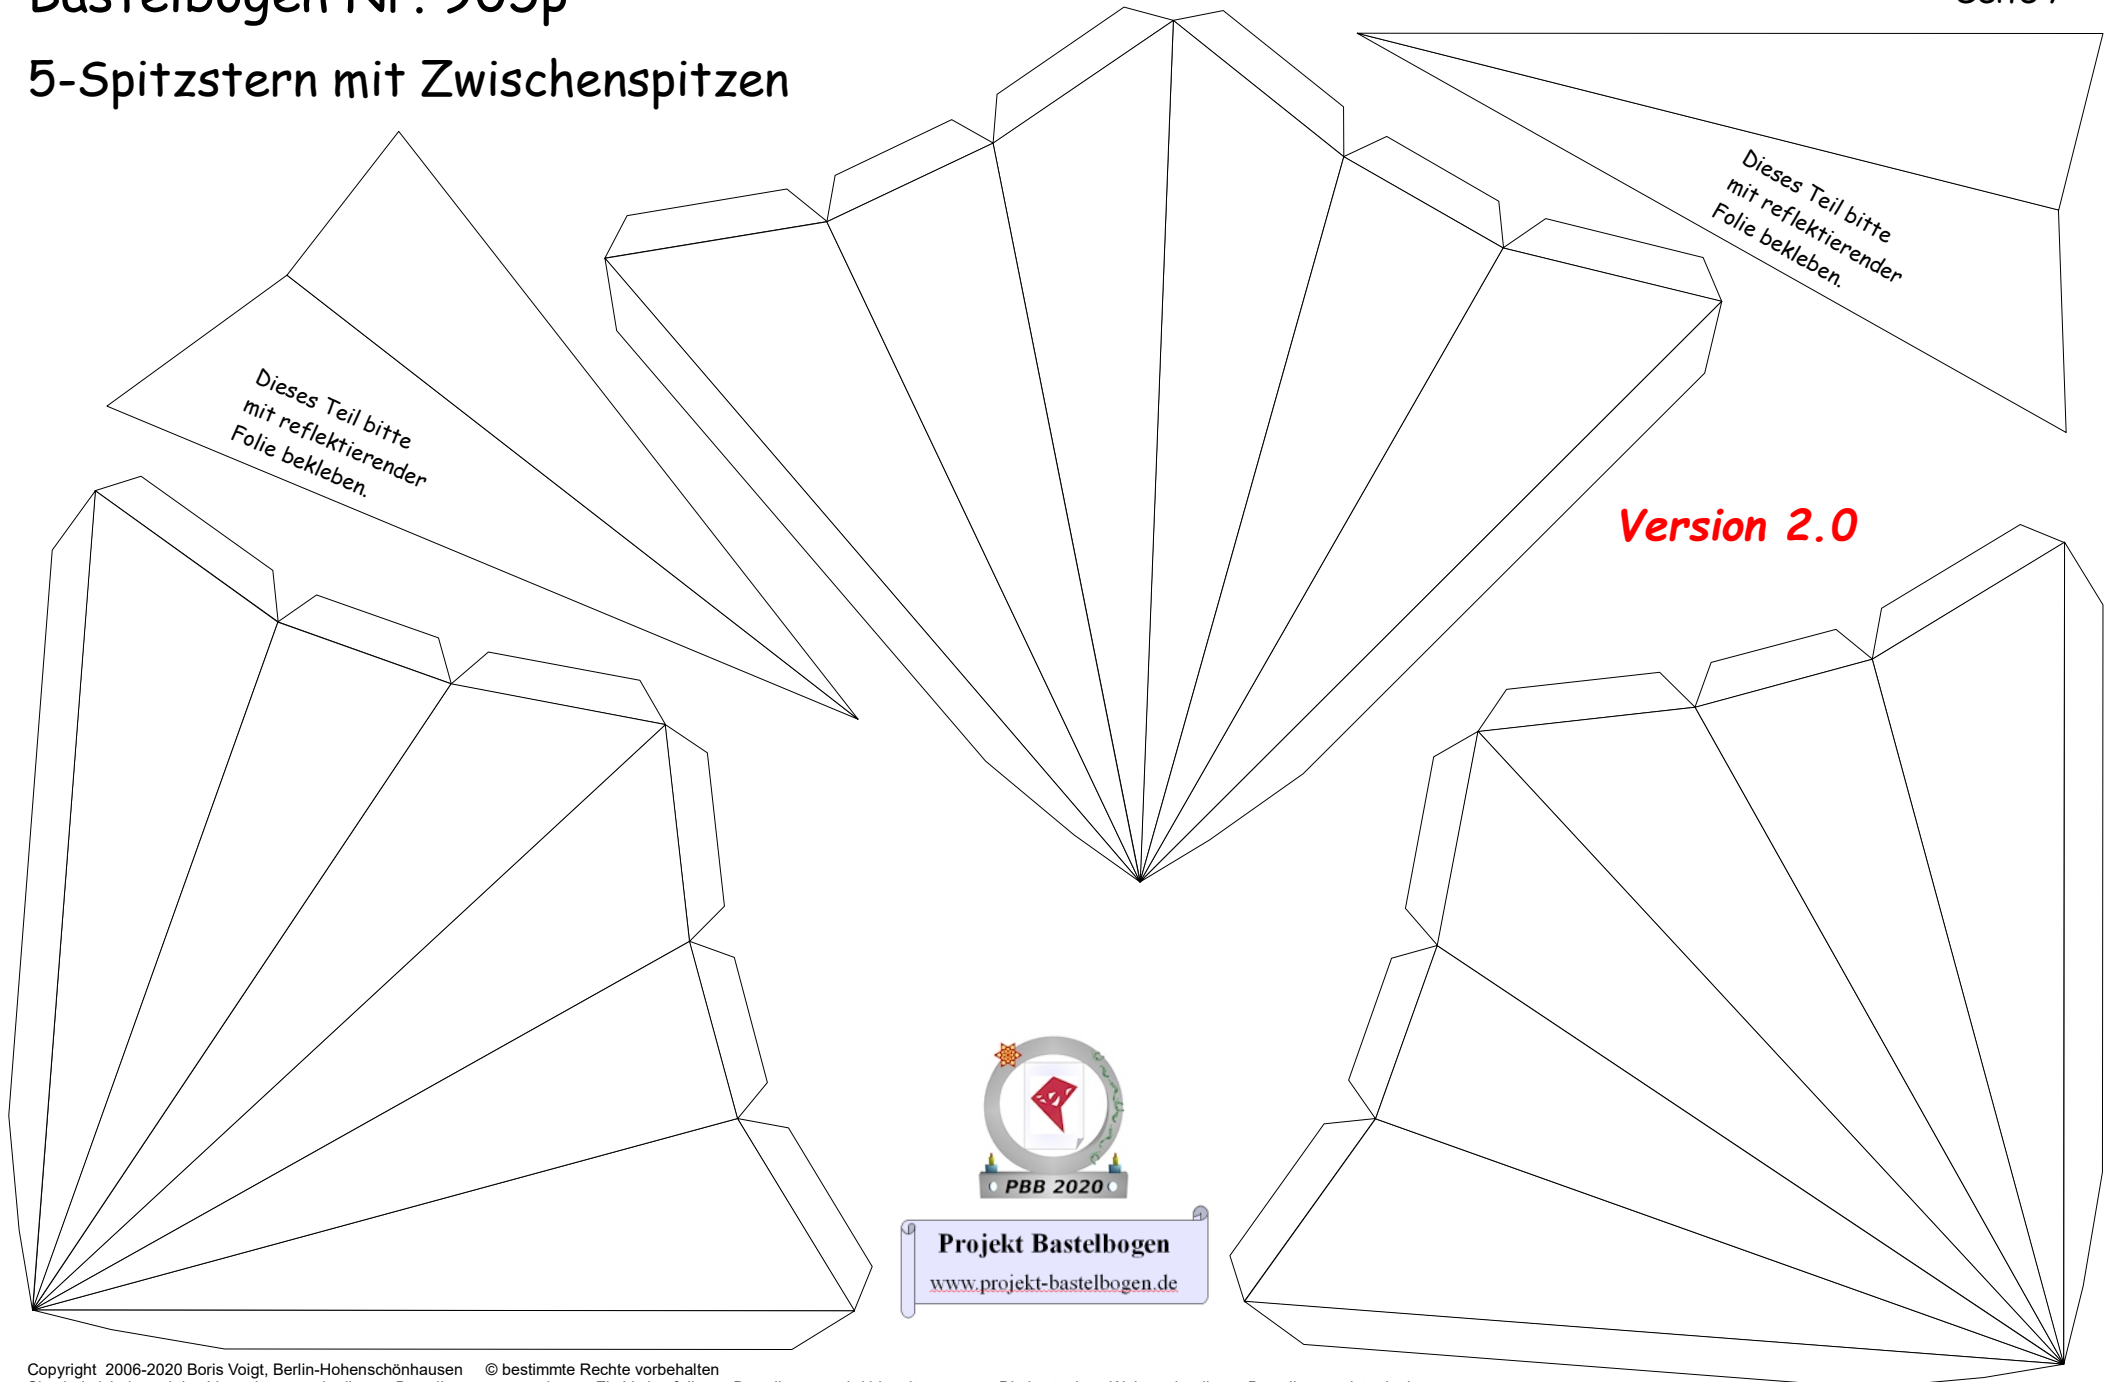 Bastelbogen Nr.
5-Spitzstern mit Zwischenspitzen
Dieses Teil bitte
mit reflektierender
Folie bekleben.
Dieses Teil bitte
mit reflektierender
Folie bekleben.
Version 2.0
PBB 2020
Projekt Bastelbogen
www.projekt-bastelbogen.de
Copyright 2006-2020 Boris Voigt, Berlin-Hohenschönhausen © bestimmte Rechte vorbehalten